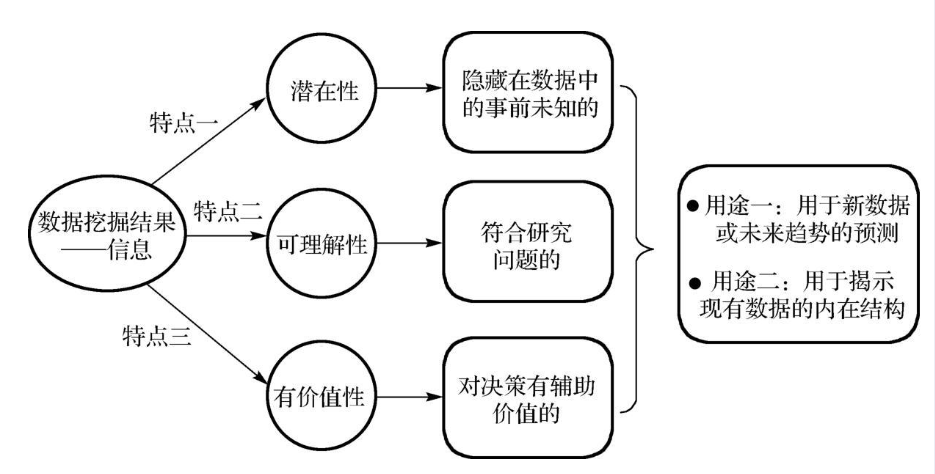 数据挖掘结果
——信息
特点一
特点二
特点三
潜在性
可理解性
有价值性
隐藏在数据中
的事前未知的
符合研究
问题的
对决策有辅助
价值的
● 用途一：用于新数据
或未来趋势的预测
● 用途二：用于揭示
现有数据的内在结构